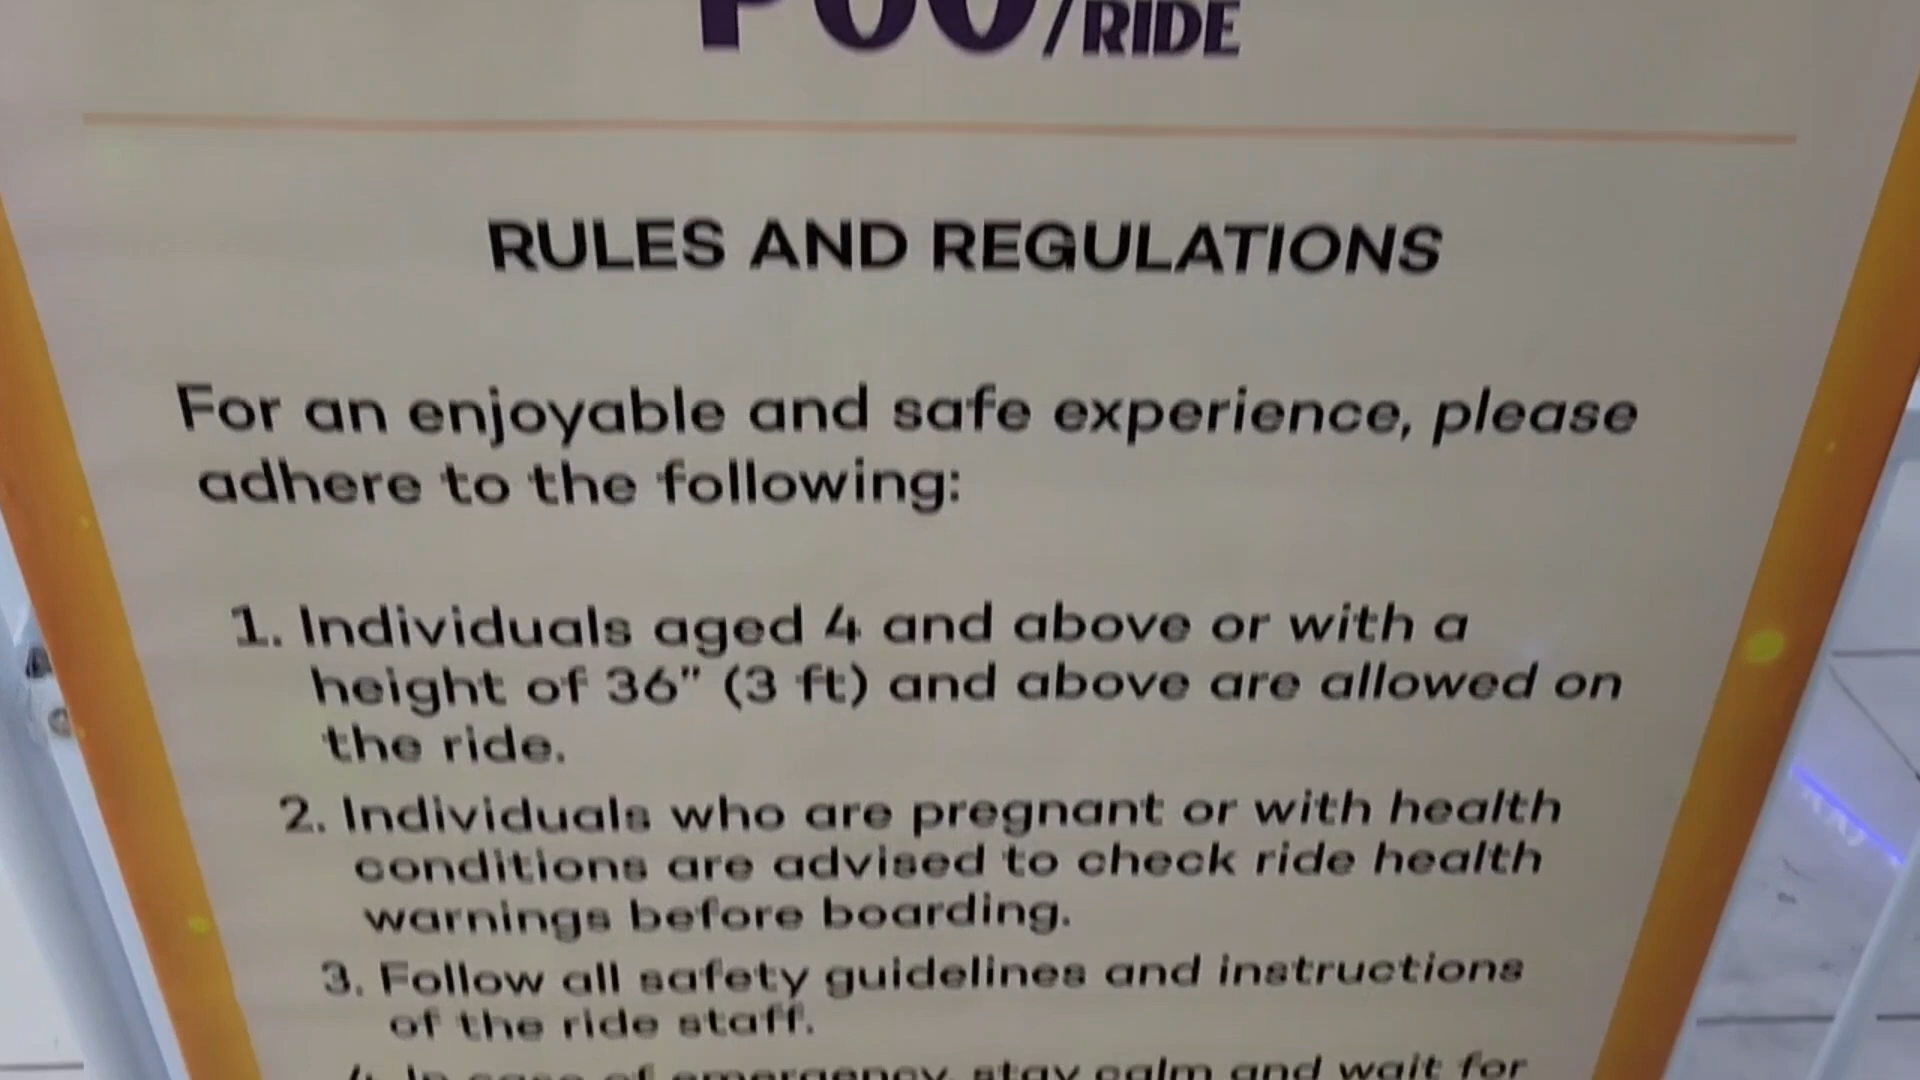 /RIDE
RULES AND REGULATIONS
For an enjoyable and safe experience, please
adhere to the following:
1. Individuals aged 4 and above or with a
height of 36" (3 ft) and above are allowed on
the ride.
2. Individuals who are pregnant or with health
conditions are advised to check ride health
warnings before boarding.
3. Follow all safety guidelines and instructions
of the ride staff.
4. In case of emergency, stay calm and wait for